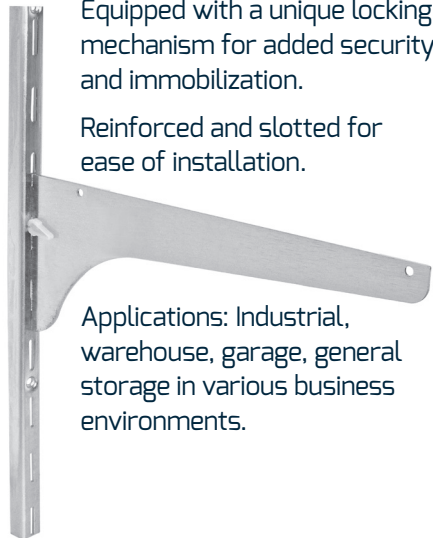 Equipped with a unique locking
mechanism for added security
and immobilization.
Reinforced and slotted for
ease of installation.
Applications: Industrial,
warehouse, garage, general
storage in various business
environments.